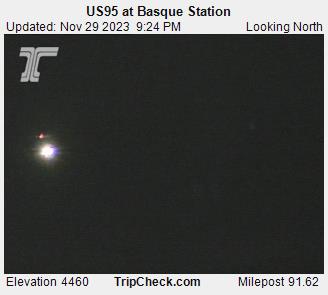 US95 at Basque Station
Updated: Nov 29 2023 9:24 PM Looking North
Elevation 4460 TripCheck.com Milepost 91.62